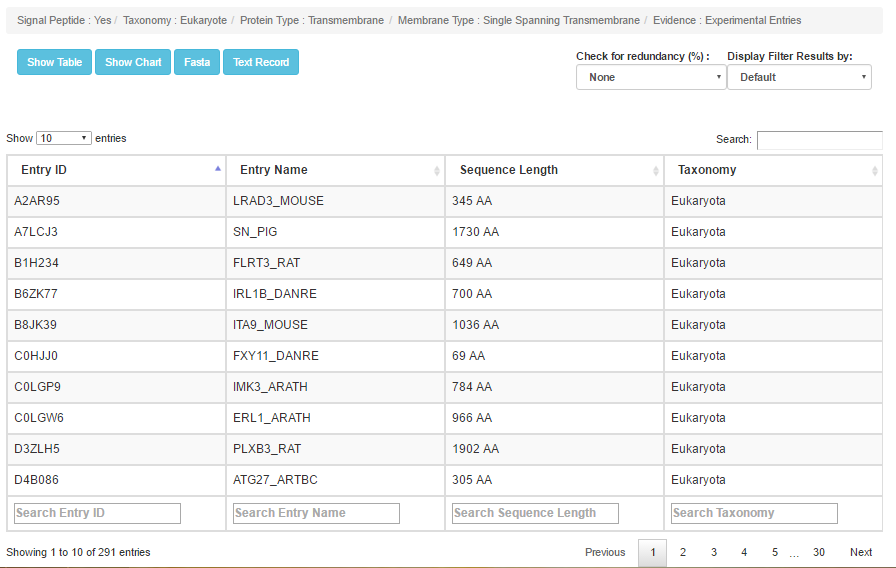 Signal Peptide : Yes / Taxonomy : Eukaryote / Protein Type : Transmembrane / Membrane Type : Single Spanning Transmembrane / Evidence : Experimental Entries
Show Table Show Chart Fasta Text Record
Check for redundancy (%) : Display Filter Results by:
None Default
Show 10 entries Search:
Entry ID Entry Name Sequence Length Taxonomy
A2AR95 LRAD3_MOUSE 345 AA Eukaryota
A7LCJ3 SN_PIG 1730 AA Eukaryota
B1H234 FLRT3_RAT 649 AA Eukaryota
B6ZK77 IRL1B_DANRE 700 AA Eukaryota
B8JK39 ITA9_MOUSE 1036 AA Eukaryota
C0HJJ0 FXY11_DANRE 69 AA Eukaryota
C0LGP9 IMK3_ARATH 784 AA Eukaryota
C0LGW6 ERL1_ARATH 966 AA Eukaryota
D3ZLH5 PLXB3_RAT 1902 AA Eukaryota
D4B086 ATG27_ARTBC 305 AA Eukaryota
Search Entry ID Search Entry Name Search Sequence Length Search Taxonomy
Showing 1 to 10 of 291 entries Previous 1 2 3 4 5 ... 30 Next